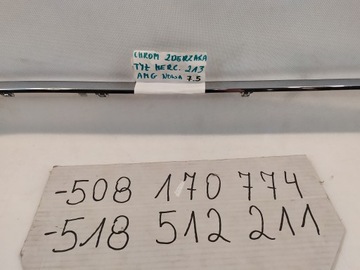 CHROM ZDERZAKA
TYŁ MERC. 213
AMG NOWA 7.5
-508 170 774
-518 512 211